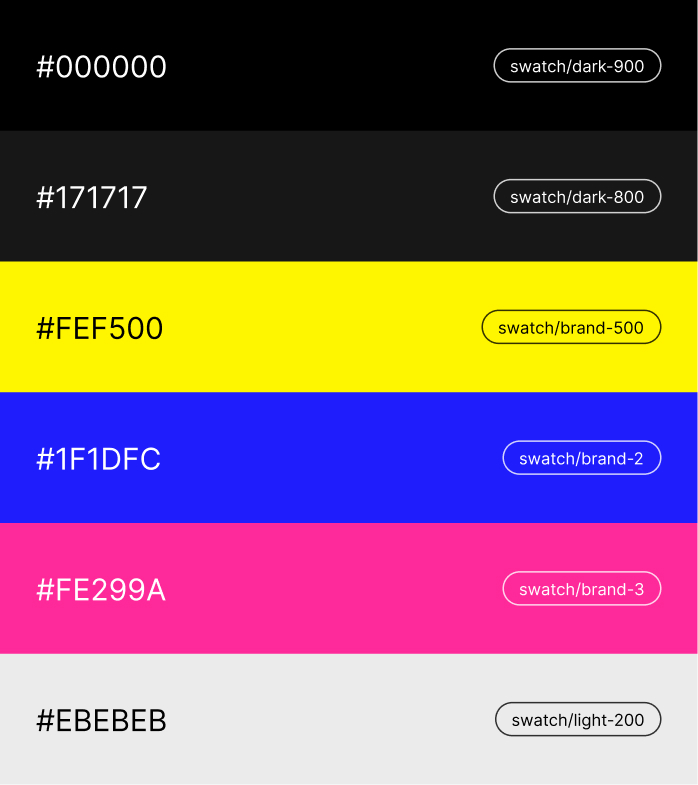 #000000 swatch/dark-900
#171717 swatch/dark-800
#FEF500 swatch/brand-500
#1F1DFC swatch/brand-2
#FE299A swatch/brand-3
#EBEBEB swatch/light-200